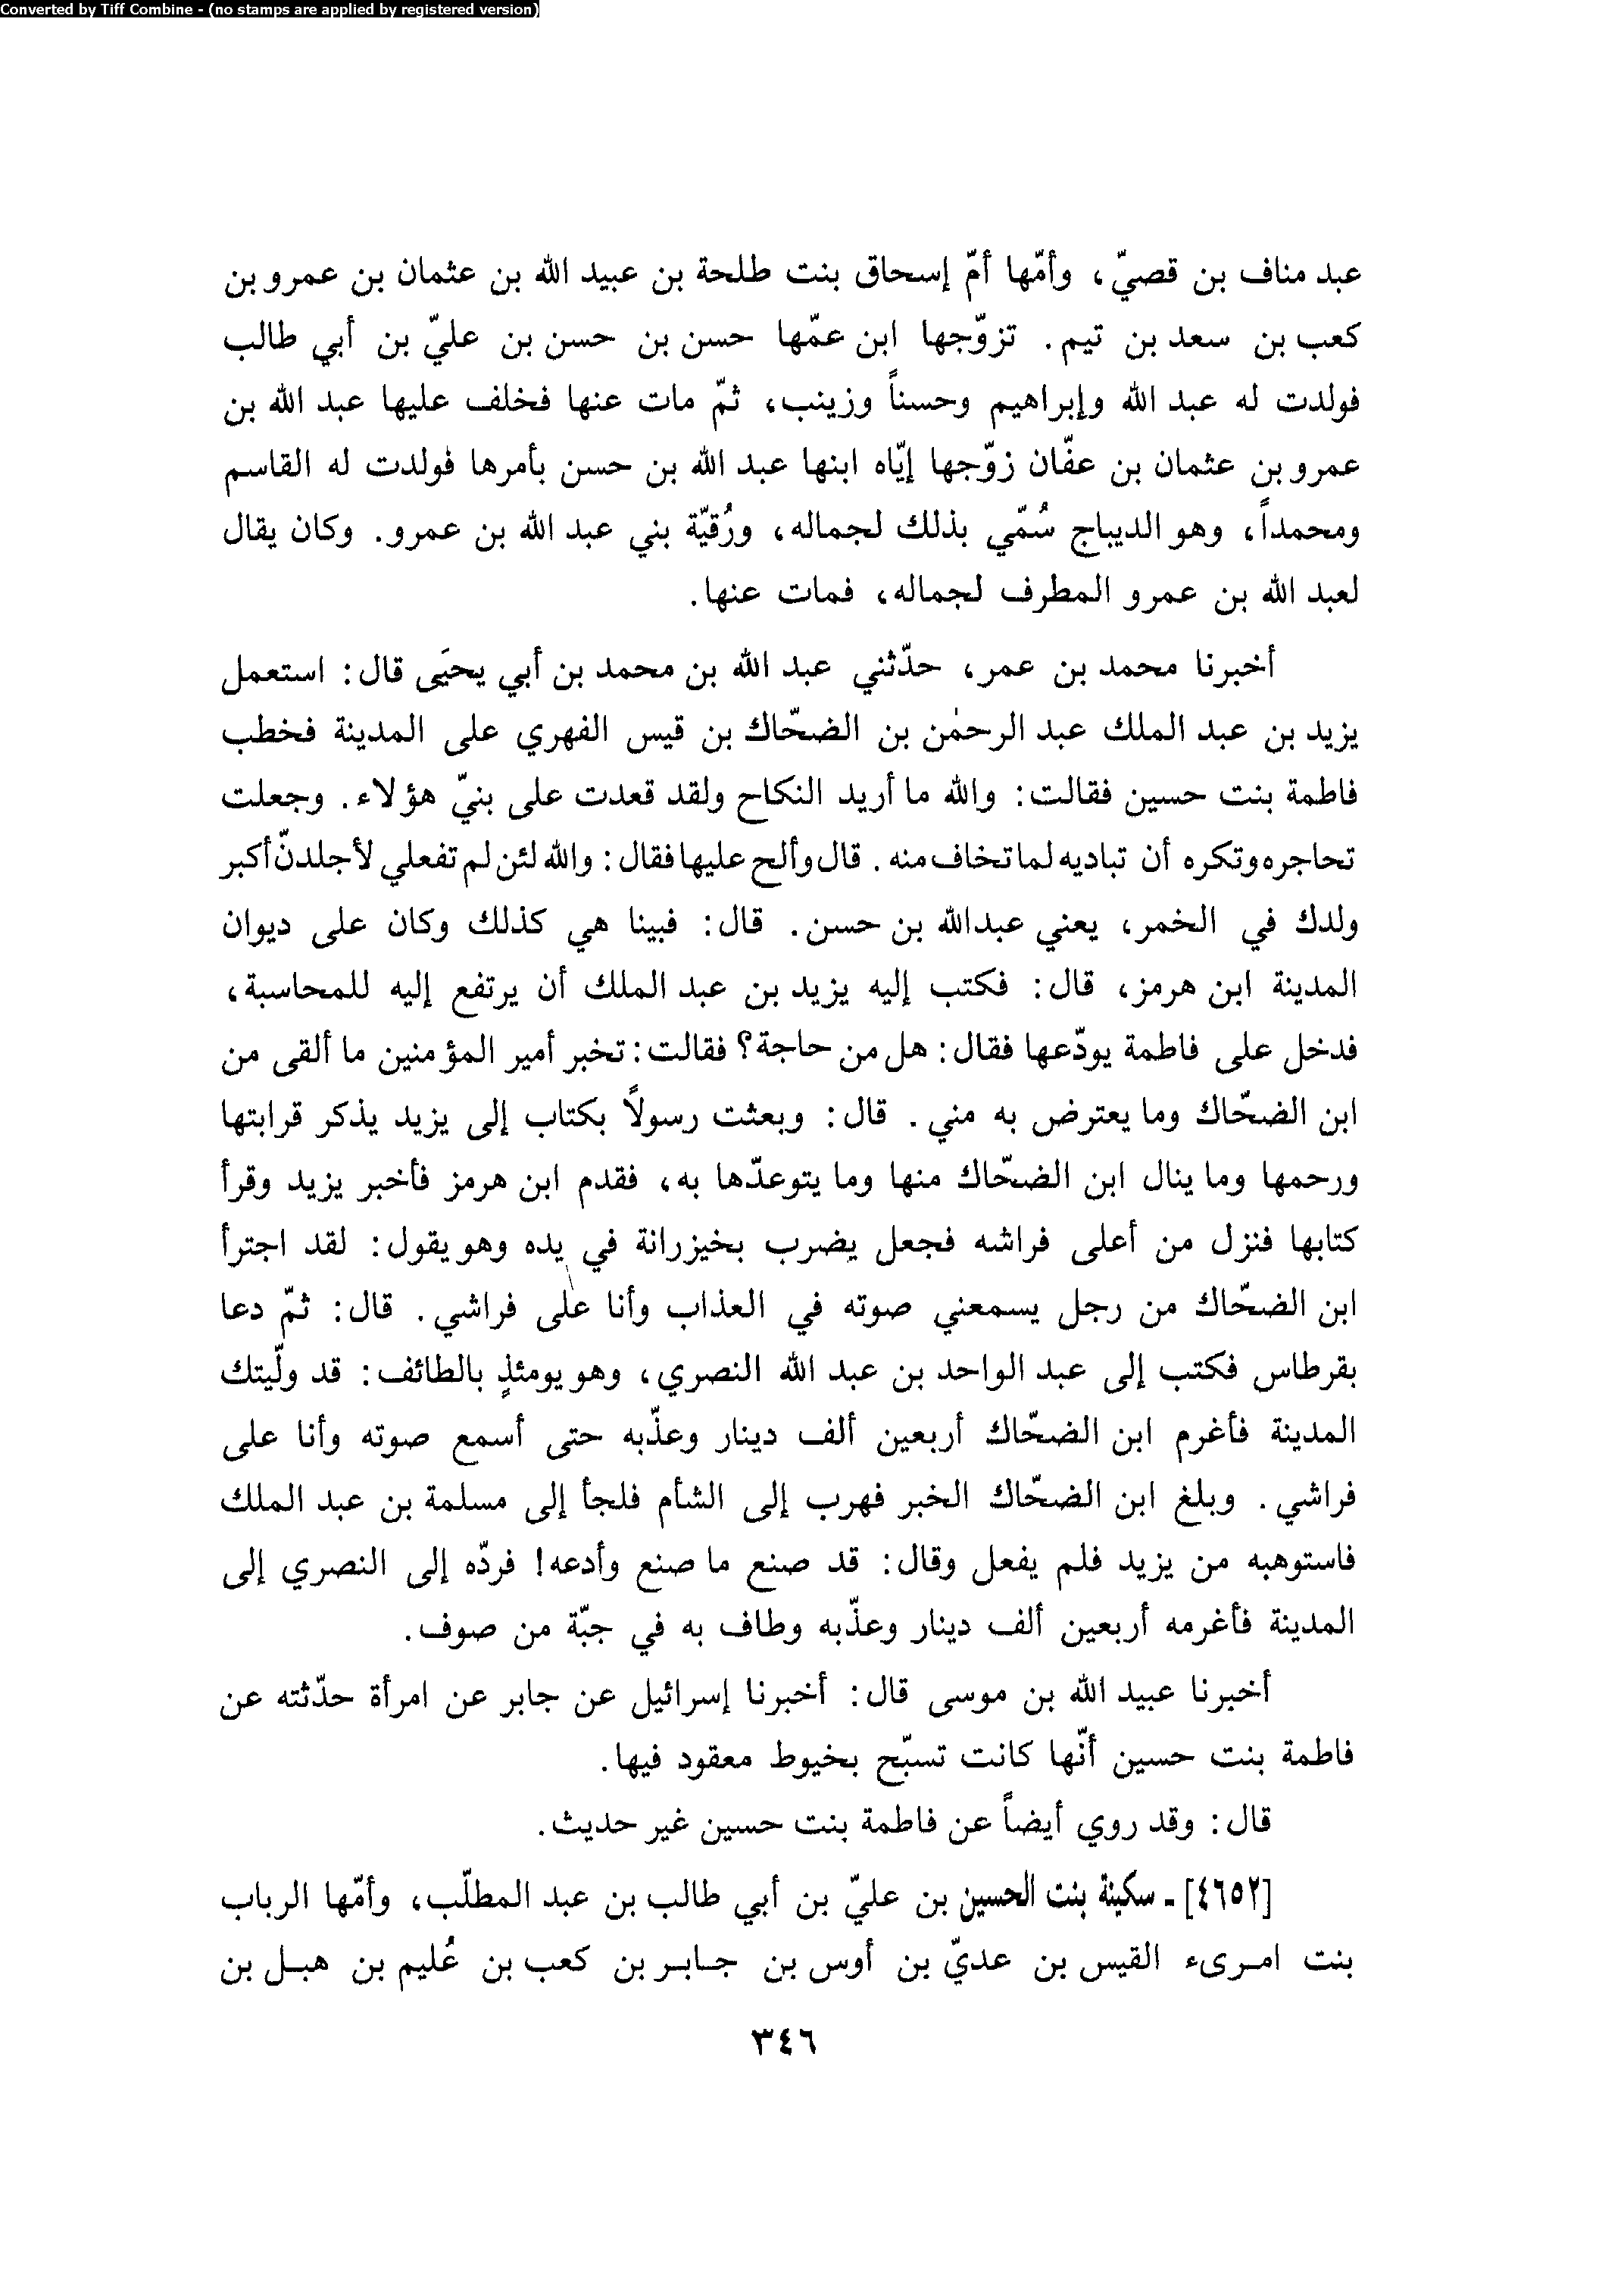 Converted by Tiff Combine - (no stamps are applied by registered version)
عبد مناف بن قصيّ، وأمّها أمّ إسحاق بنت طلحة بن عبيد الله بن عثمان بن عمرو بن
كعب بن سعد بن تيم. تزوّجها ابن عمّها حسن بن حسن بن عليّ بن أبي طالب
فولدت له عبد الله وإبراهيم وحسناً وزينب، ثمّ مات عنها فخلف عليها عبد الله بن
عمرو بن عثمان بن عفّان زوّجها إيّاه ابنها عبد الله بن حسن بأمرها فولدت له القاسم
ومحمداً، وهو الديباج سُمّي بذلك لجماله، ورُقيّة بني عبد الله بن عمرو. وكان يقال
لعبد الله بن عمرو المطرف لجماله، فمات عنها.
أخبرنا محمد بن عمر، حدّثني عبد الله بن محمد بن أبي يحيَى قال: استعمل
يزيد بن عبد الملك عبد الرحمٰن بن الضحّاك بن قيس الفهري على المدينة فخطب
فاطمة بنت حسين فقالت: والله ما أريد النكاح ولقد قعدت على بنيّ هؤلاء. وجعلت
تحاجره وتكره أن تباديه لما تخاف منه. قال وألح عليها فقال: والله لئن لم تفعلي لأجلدنّ أكبر
ولدك في الخمر، يعني عبدالله بن حسن. قال: فبينا هي كذلك وكان على ديوان
المدينة ابن هرمز، قال: فكتب إليه يزيد بن عبد الملك أن يرتفع إليه للمحاسبة،
فدخل على فاطمة يودّعها فقال: هل من حاجة؟ فقالت: تخبر أمير المؤمنين ما ألقى من
ابن الضحّاك وما يعترض به مني. قال: وبعثت رسولاً بكتاب إلى يزيد يذكر قرابتها
ورحمها وما ينال ابن الضحّاك منها وما يتوعدّها به، فقدم ابن هرمز فأخبر يزيد وقرأ
كتابها فنزل من أعلى فراشه فجعل يضرب بخيزرانة في يده وهو يقول: لقد اجترأ
ابن الضحّاك من رجل يسمعني صوته في العذاب وأنا على فراشي. قال: ثمّ دعا
بقرطاس فكتب إلى عبد الواحد بن عبد الله النصري، وهو يومئذٍ بالطائف: قد ولّيتك
المدينة فأغرم ابن الضحّاك أربعين ألف دينار وعذّبه حتى أسمع صوته وأنا على
فراشي. وبلغ ابن الضحّاك الخبر فهرب إلى الشأم فلجأ إلى مسلمة بن عبد الملك
فاستوهبه من يزيد فلم يفعل وقال: قد صنع ما صنع وأدعه! فردّه إلى النصري إلى
المدينة فأغرمه أربعين ألف دينار وعذّبه وطاف به في جبّة من صوف.
أخبرنا عبيد الله بن موسى قال: أخبرنا إسرائيل عن جابر عن امرأة حدّثته عن
فاطمة بنت حسين أنّها كانت تسبّح بخيوط معقود فيها.
قال: وقد روي أيضاً عن فاطمة بنت حسين غير حديث.
[٤٦٥٢] ـ سكينة بنت الحسين بن عليّ بن أبي طالب بن عبد المطلّب، وأمّها الرباب
بنت امرىء القيس بن عديّ بن أوس بن جابر بن كعب بن عُليم بن هبل بن
٣٤٦